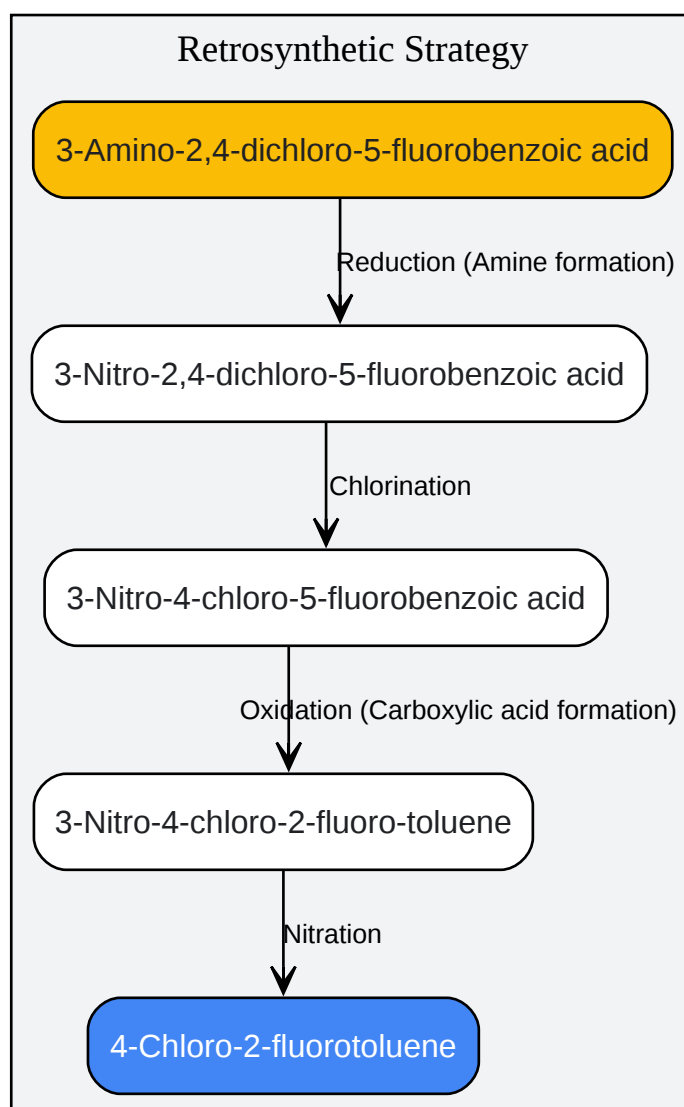 Retrosynthetic Strategy
3-Amino-2,4-dichloro-5-fluorobenzoic acid
Reduction (Amine formation)
3-Nitro-2,4-dichloro-5-fluorobenzoic acid
Chlorination
3-Nitro-4-chloro-5-fluorobenzoic acid
Oxidation (Carboxylic acid formation)
3-Nitro-4-chloro-2-fluoro-toluene
Nitration
4-Chloro-2-fluorotoluene